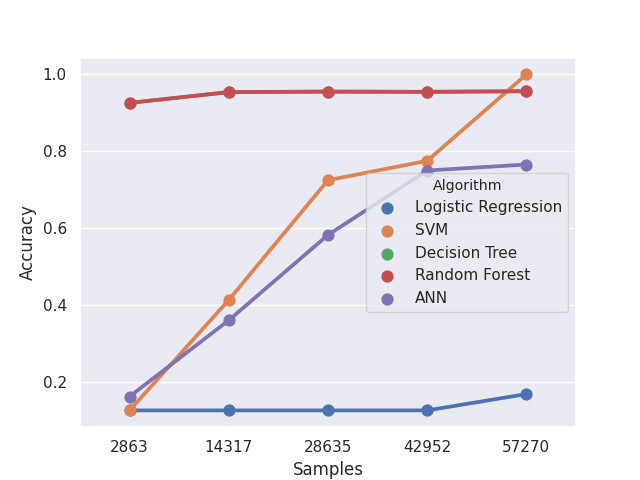 1.0
0.8
0.6
0.4
0.2
Accuracy
Algorithm
Logistic Regression
SVM
Decision Tree
Random Forest
ANN
2863 14317 28635 42952 57270
Samples